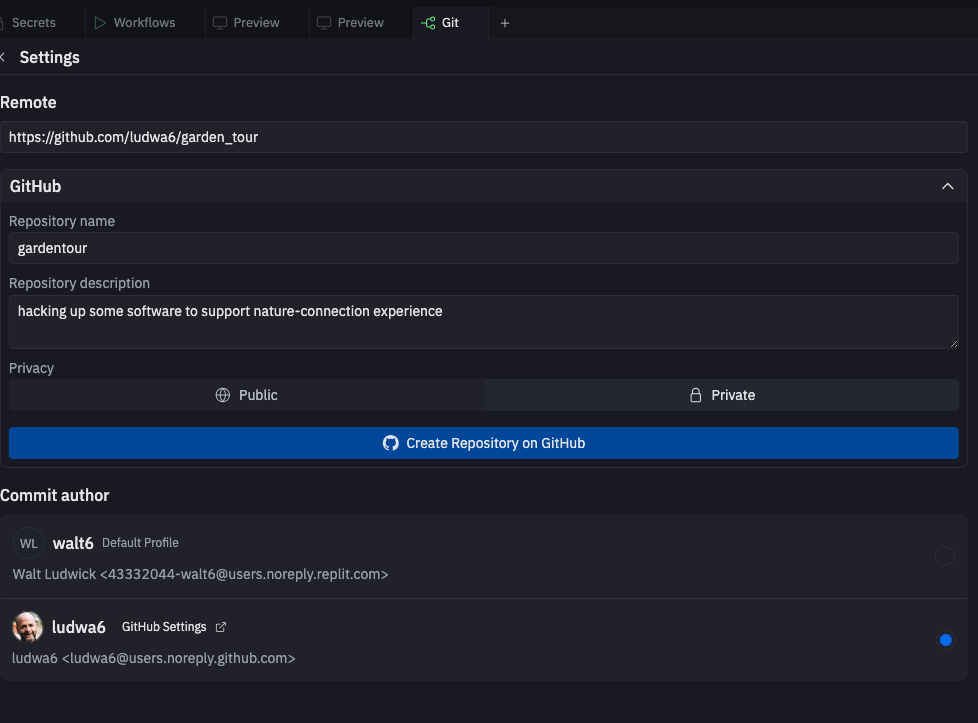 Secrets
Workflows
Preview
Preview
Git
Settings
Remote
https://github.com/ludwa6/garden_tour
GitHub
Repository name
gardentour
Repository description
hacking up some software to support nature-connection experience
Privacy
Public
Private
Create Repository on GitHub
Commit author
WL walt6 Default Profile
Walt Ludwick <43332044-walt6@users.noreply.replit.com>
ludwa6 GitHub Settings
ludwa6 <ludwa6@users.noreply.github.com>